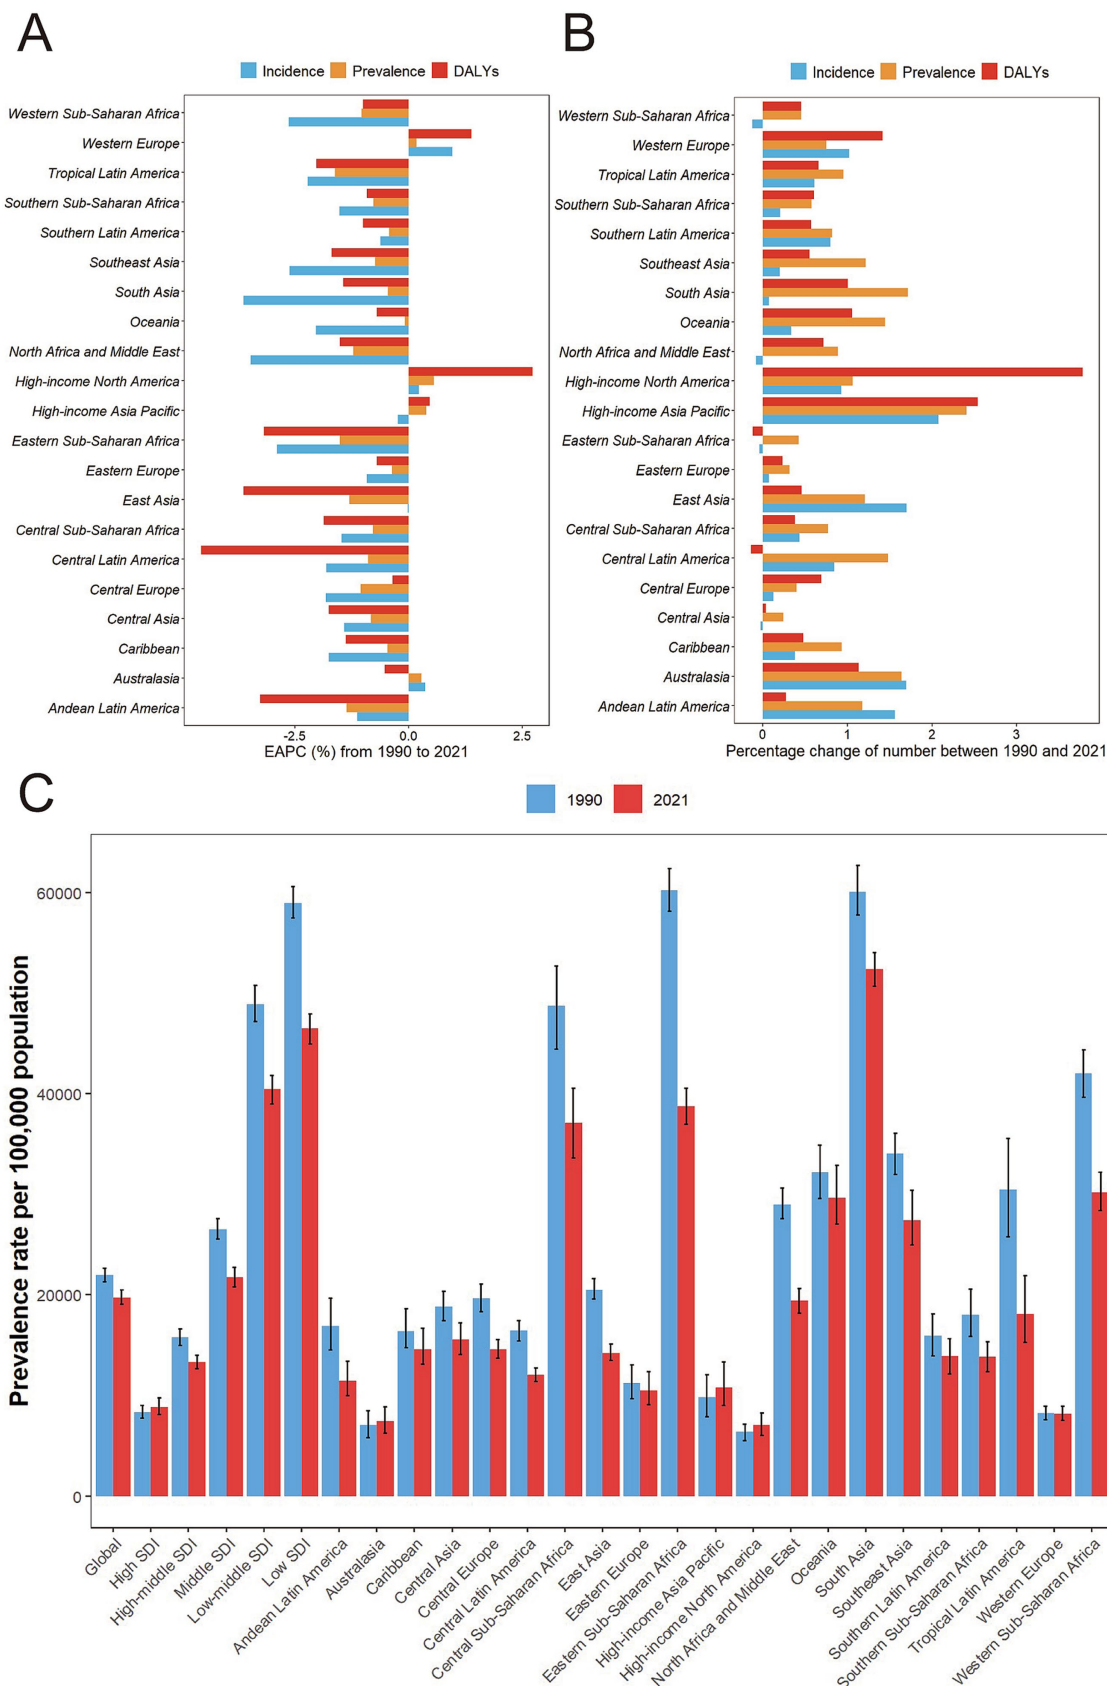 A
B
Incidence Prevalence DALYs
Incidence Prevalence DALYs
Western Sub-Saharan Africa
Western Europe
Tropical Latin America
Southern Sub-Saharan Africa
Southern Latin America
Southeast Asia
South Asia
Oceania
North Africa and Middle East
High-income North America
High-income Asia Pacific
Eastern Sub-Saharan Africa
Eastern Europe
East Asia
Central Sub-Saharan Africa
Central Latin America
Central Europe
Central Asia
Caribbean
Australasia
Andean Latin America
-2.5 0.0 2.5
EAPC (%) from 1990 to 2021
Western Sub-Saharan Africa
Western Europe
Tropical Latin America
Southern Sub-Saharan Africa
Southern Latin America
Southeast Asia
South Asia
Oceania
North Africa and Middle East
High-income North America
High-income Asia Pacific
Eastern Sub-Saharan Africa
Eastern Europe
East Asia
Central Sub-Saharan Africa
Central Latin America
Central Europe
Central Asia
Caribbean
Australasia
Andean Latin America
0 1 2 3
Percentage change of number between 1990 and 2021
C
1990 2021
Prevalence rate per 100,000 population
60000
40000
20000
0
Global
High SDI
High-middle SDI
Middle SDI
Low-middle SDI
Low SDI
Andean Latin America
Australasia
Caribbean
Central Asia
Central Europe
Central Latin America
Central Sub-Saharan Africa
East Asia
Eastern Europe
Eastern Sub-Saharan Africa
High-income Asia Pacific
High-income North America
North Africa and Middle East
Oceania
South Asia
Southeast Asia
Southern Latin America
Southern Sub-Saharan Africa
Tropical Latin America
Western Europe
Western Sub-Saharan Africa